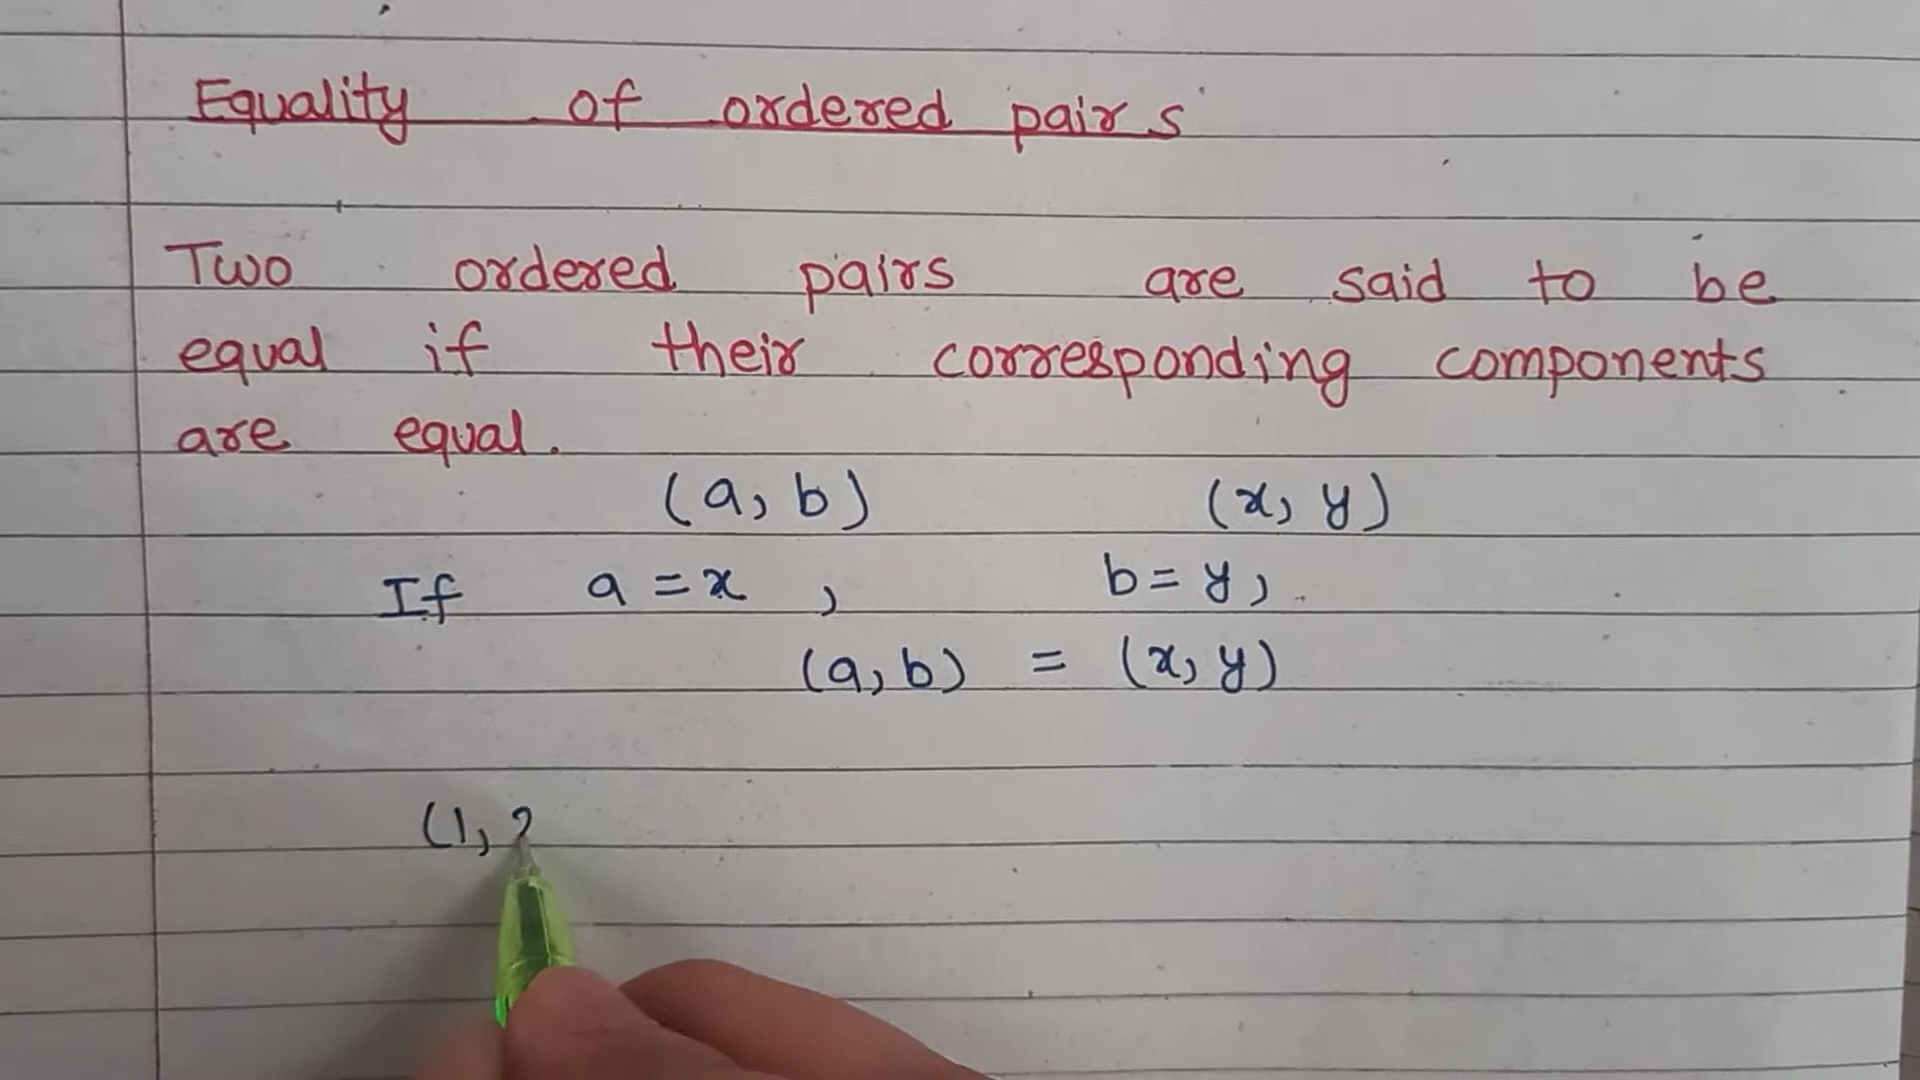 Equality of ordered pairs
Two ordered pairs are said to be
equal if their corresponding components
are equal.
(a, b) (x, y)
If a = x , b = y,
(a, b) = (x, y)
(1, 2